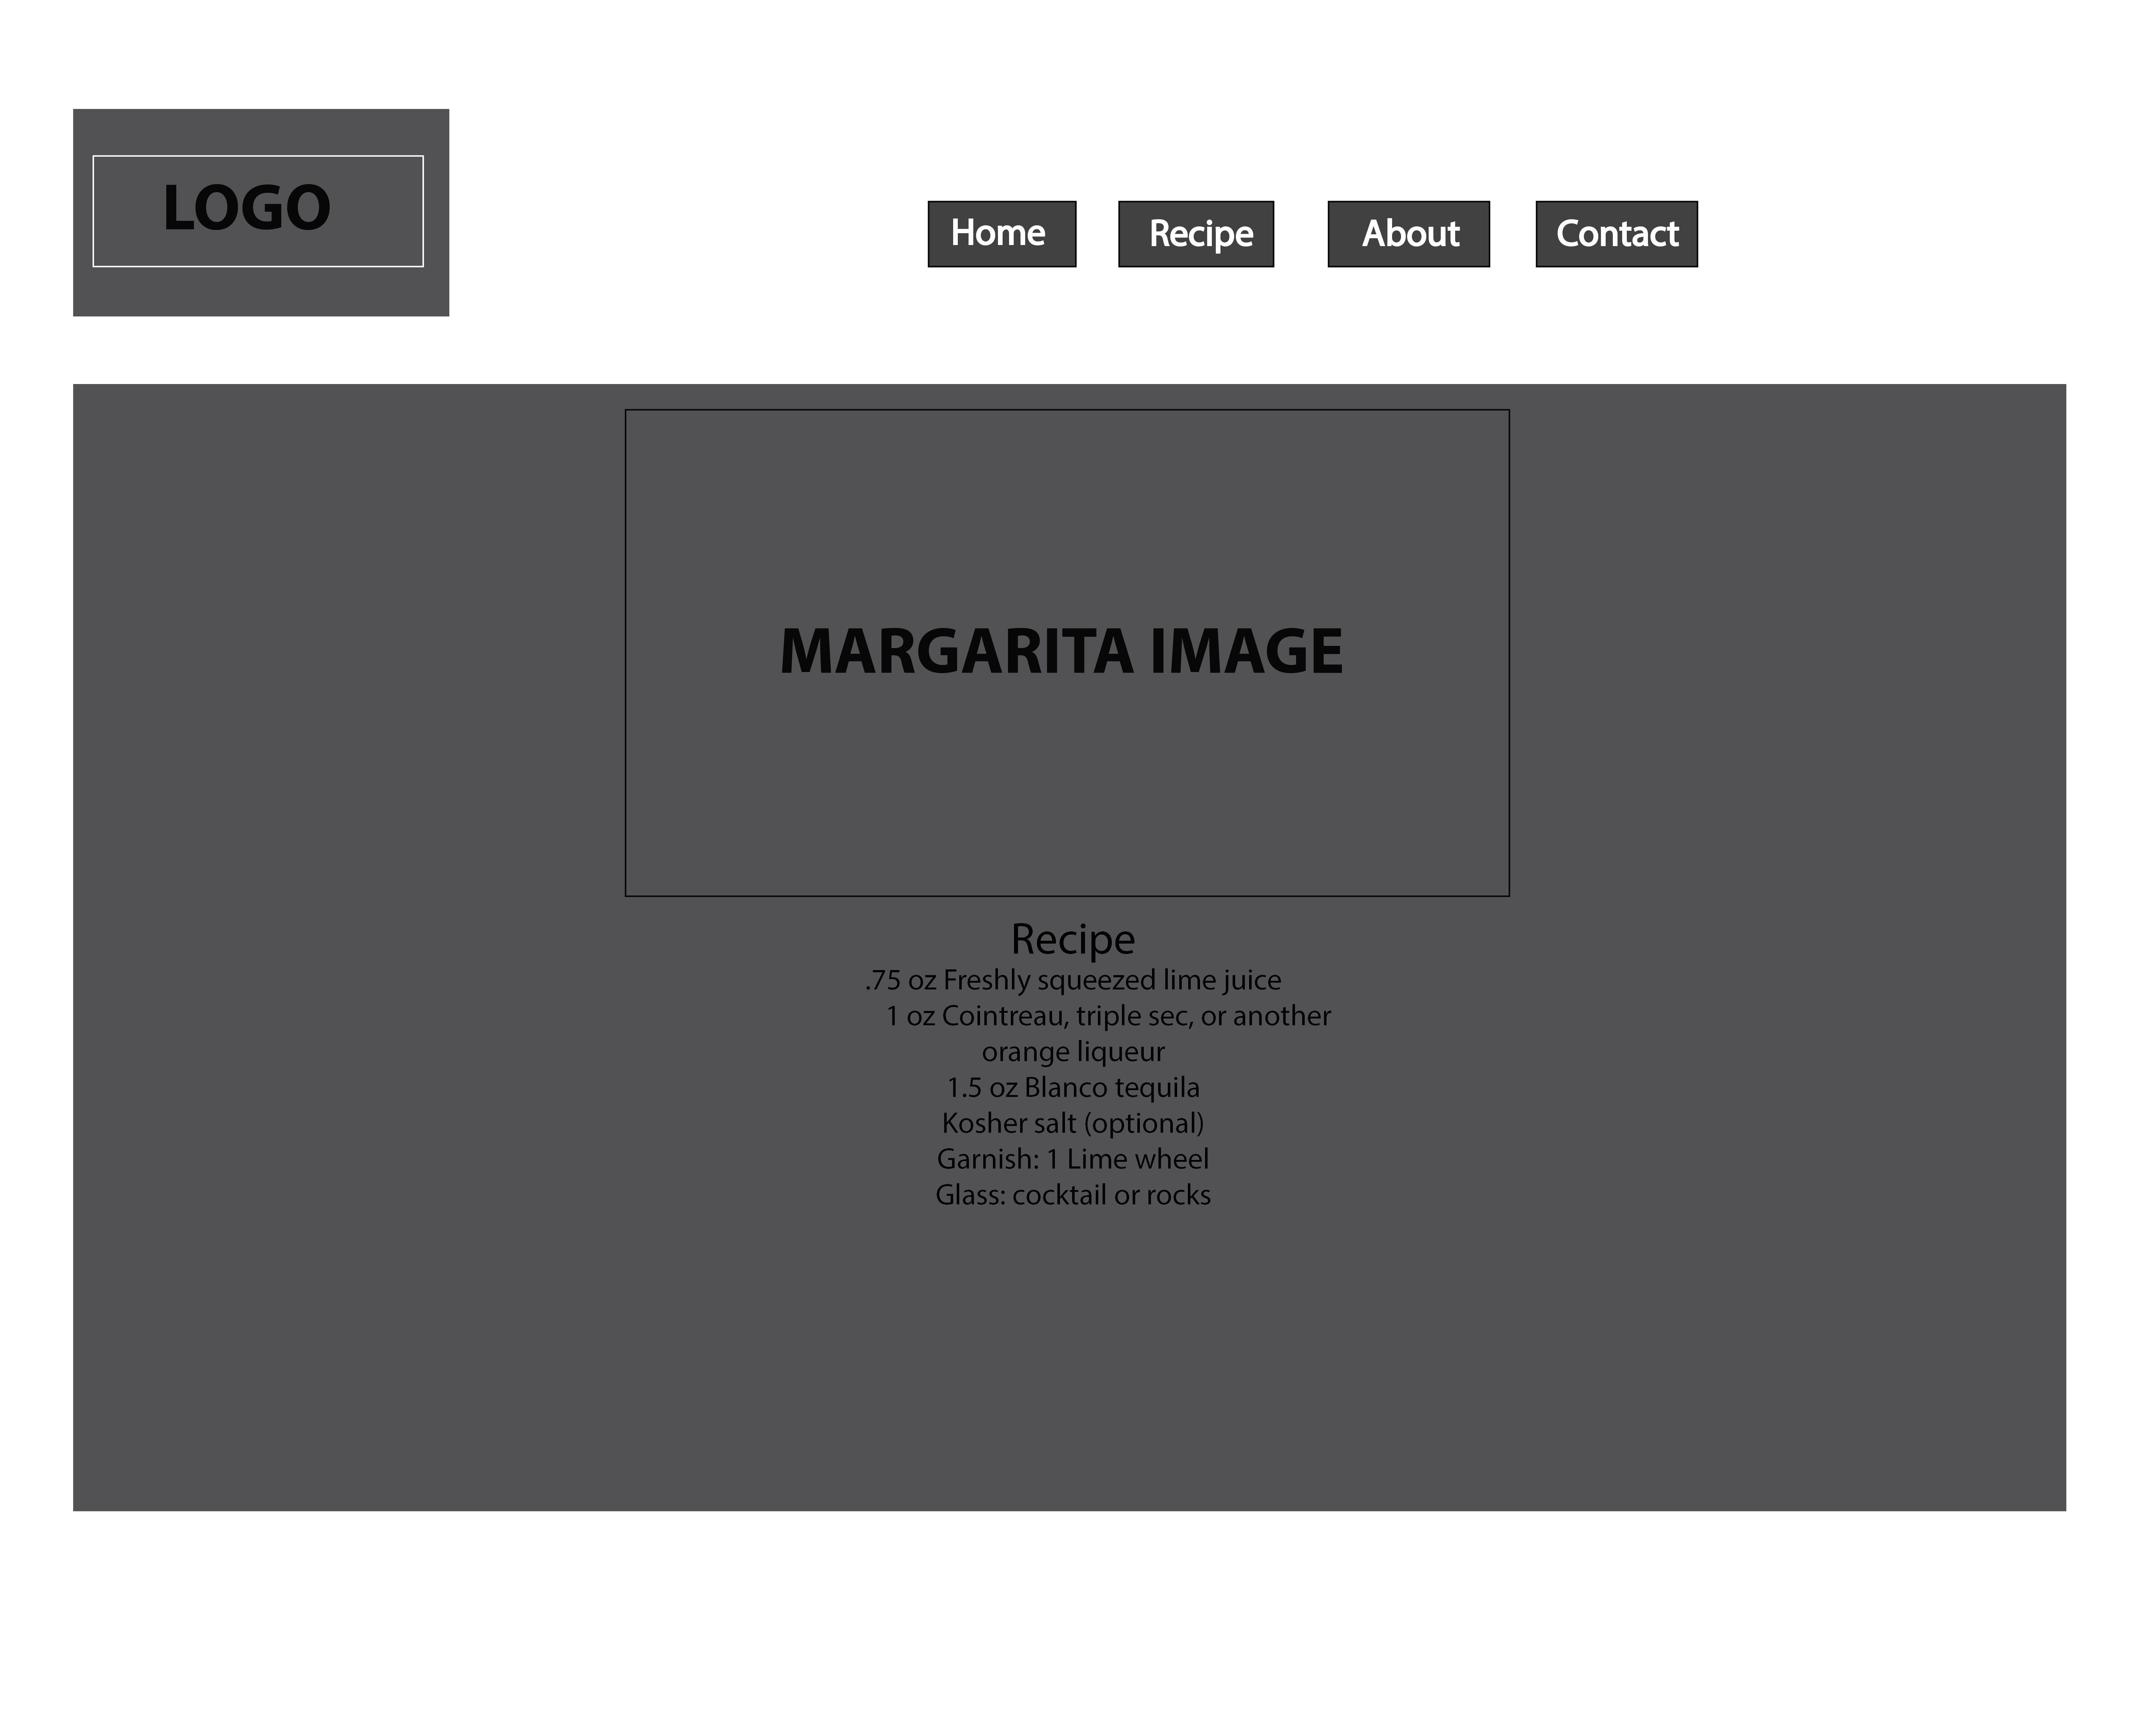 LOGO
Home
Recipe
About
Contact
MARGARITA IMAGE
Recipe
.75 oz Freshly squeezed lime juice
1 oz Cointreau, triple sec, or another
orange liqueur
1.5 oz Blanco tequila
Kosher salt (optional)
Garnish: 1 Lime wheel
Glass: cocktail or rocks